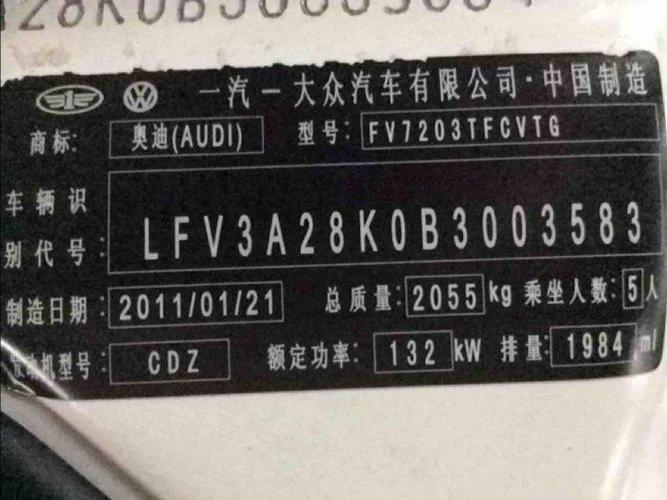 28K0B300
一汽一大众汽车有限公司·中国制造
商标: 奥迪(AUDI) 型号: FV7203TFCVTG
车辆识
别代号: LFV3A28K0B3003583
制造日期: 2011/01/21 总质量: 2055 kg 乘坐人数: 5人
发动机型号: CDZ 额定功率: 132 kW 排量: 1984 ml